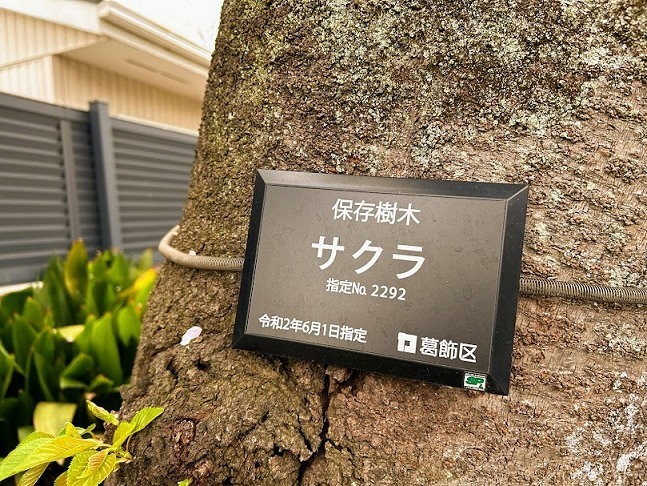 保存樹木
サクラ
指定No. 2292
令和2年6月1日指定
葛飾区